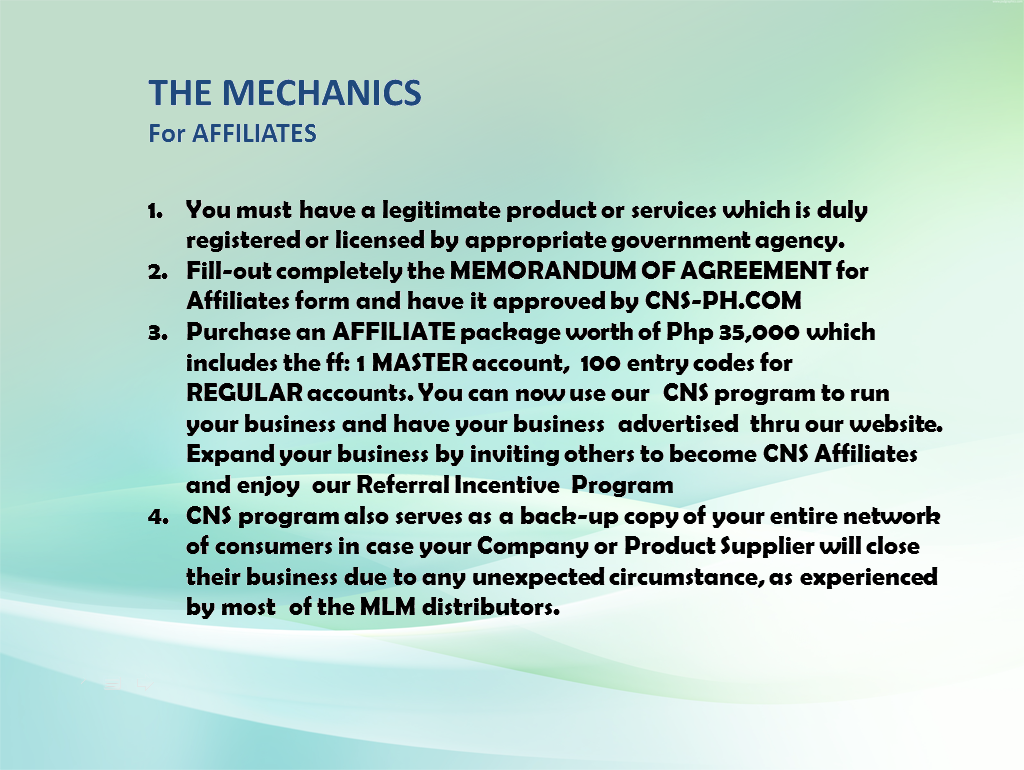 THE MECHANICS
For AFFILIATES
1. You must have a legitimate product or services which is duly
registered or licensed by appropriate government agency.
2. Fill-out completely the MEMORANDUM OF AGREEMENT for
Affiliates form and have it approved by CNS-PH.COM
3. Purchase an AFFILIATE package worth of Php 35,000 which
includes the ff: 1 MASTER account, 100 entry codes for
REGULAR accounts. You can now use our CNS program to run
your business and have your business advertised thru our website.
Expand your business by inviting others to become CNS Affiliates
and enjoy our Referral Incentive Program
4. CNS program also serves as a back-up copy of your entire network
of consumers in case your Company or Product Supplier will close
their business due to any unexpected circumstance, as experienced
by most of the MLM distributors.